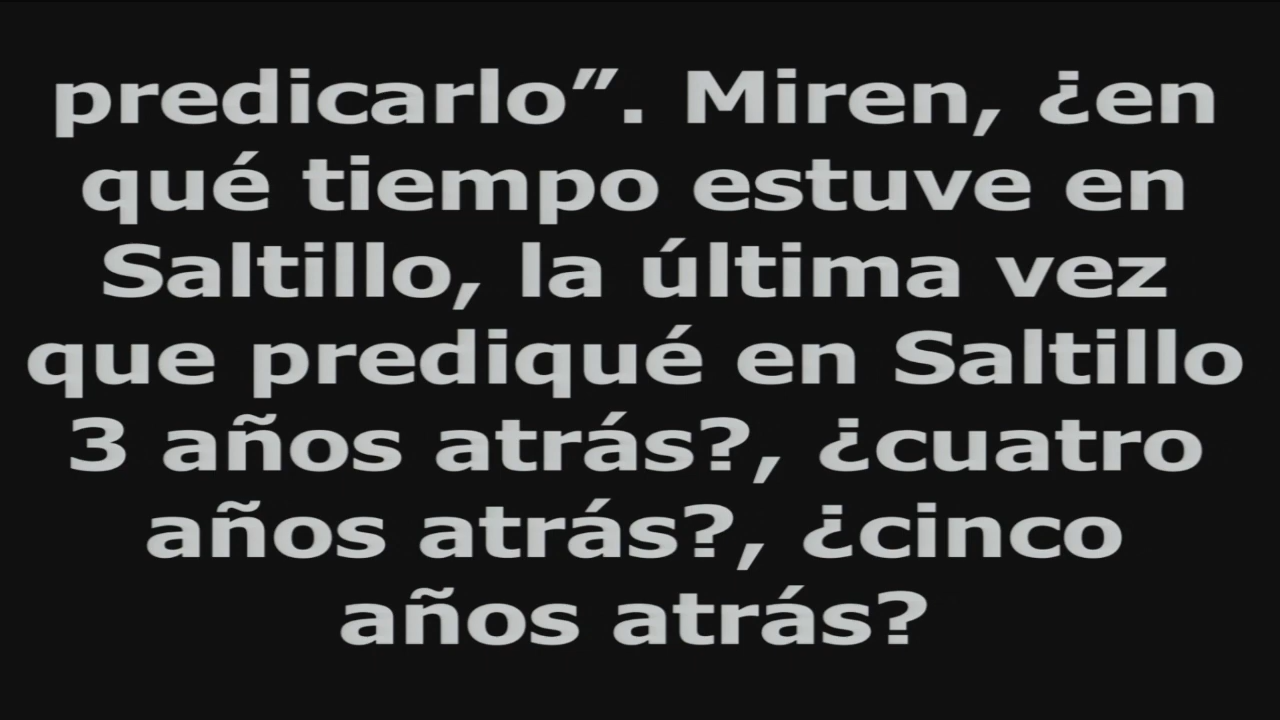 predicarlo”. Miren, ¿en
qué tiempo estuve en
Saltillo, la última vez
que prediqué en Saltillo
3 años atrás?, ¿cuatro
años atrás?, ¿cinco
años atrás?